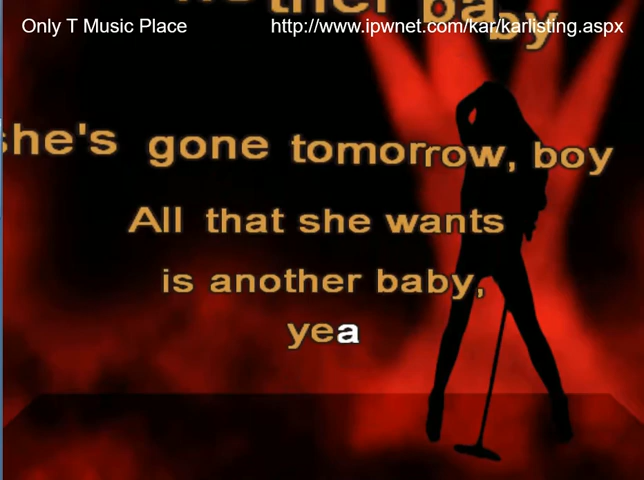 Only T Music Place http://www.ipwnet.com/kar/karlisting.aspx
baby
she's gone tomorrow, boy
All that she wants
is another baby,
yea